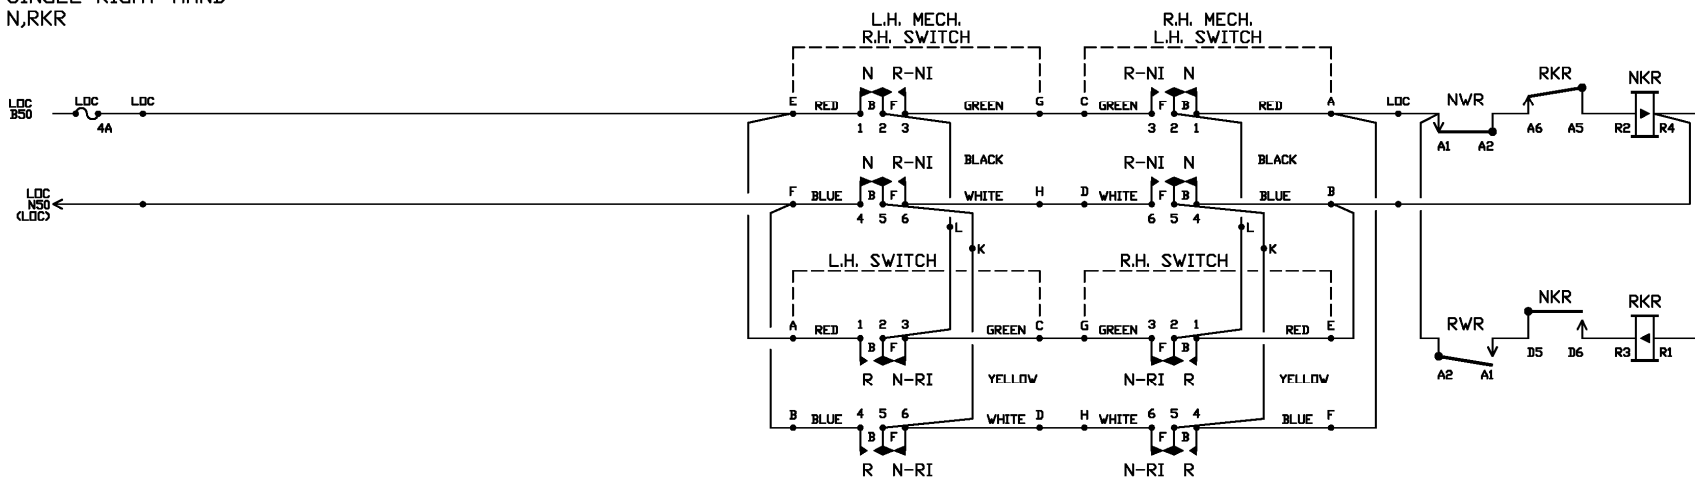 N,RKR
L.H. MECH. R.H. MECH.
R.H. SWITCH L.H. SWITCH
N R-NI R-NI N RKR NKR
LOC LOC LOC E RED B F GREEN G C GREEN F B RED A LOC NWR
B50 4A 1 2 3 3 2 1 A6 A5 R2 R4
A1 A2
N R-NI BLACK R-NI N BLACK
LOC F BLUE B F WHITE H D WHITE F B BLUE B
N50 4 5 6 6 5 4
(LOC)
L L
K K
L.H. SWITCH R.H. SWITCH
NKR RKR
A RED 1 2 3 GREEN C G GREEN 3 2 1 RED E RWR
B F F B D5 D6 R3 R1
R N-RI YELLOW N-RI R YELLOW A2 A1
B BLUE 4 5 6 WHITE D H WHITE 6 5 4 BLUE F
B F F B
R N-RI N-RI R